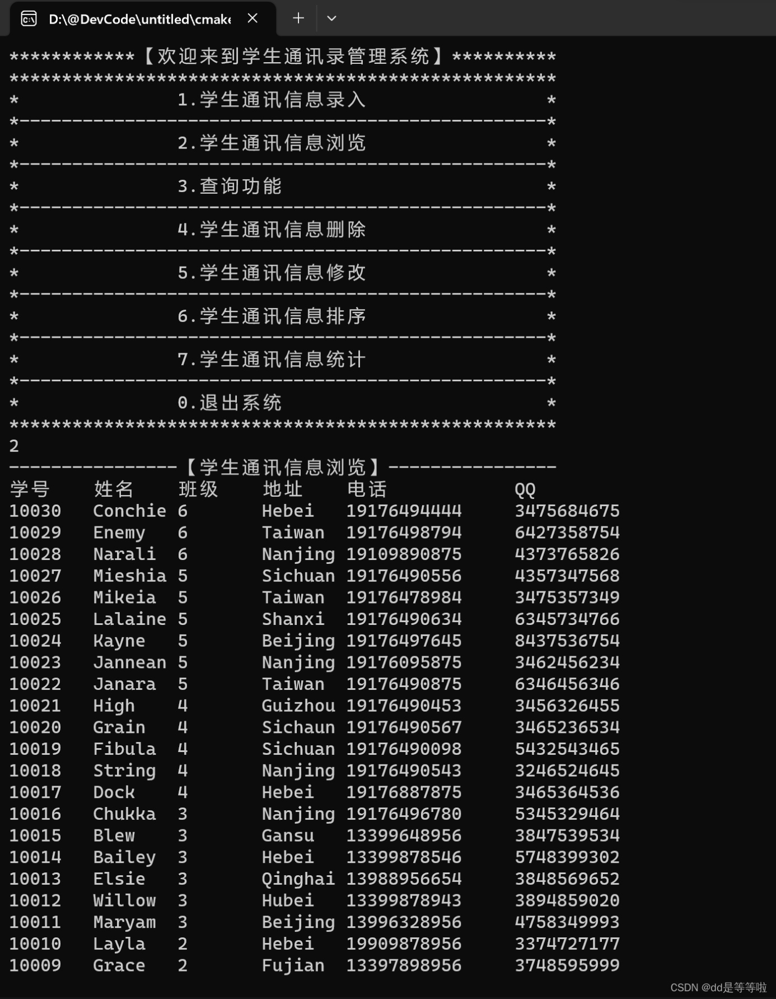 D:\@DevCode\untitled\cmake
************【欢迎来到学生通讯录管理系统】**********
****************************************************
* 1.学生通讯信息录入 *
*--------------------------------------------------*
* 2.学生通讯信息浏览 *
*--------------------------------------------------*
* 3.查询功能 *
*--------------------------------------------------*
* 4.学生通讯信息删除 *
*--------------------------------------------------*
* 5.学生通讯信息修改 *
*--------------------------------------------------*
* 6.学生通讯信息排序 *
*--------------------------------------------------*
* 7.学生通讯信息统计 *
*--------------------------------------------------*
* 0.退出系统 *
****************************************************
2
----------------【学生通讯信息浏览】----------------
学号 姓名 班级 地址 电话 QQ
10030 Conchie 6 Hebei 19176494444 3475684675
10029 Enemy 6 Taiwan 19176498794 6427358754
10028 Narali 6 Nanjing 19109890875 4373765826
10027 Mieshia 5 Sichuan 19176490556 4357347568
10026 Mikeia 5 Taiwan 19176478984 3475357349
10025 Lalaine 5 Shanxi 19176490634 6345734766
10024 Kayne 5 Beijing 19176497645 8437536754
10023 Jannean 5 Nanjing 19176095875 3462456234
10022 Janara 5 Taiwan 19176490875 6346456346
10021 High 4 Guizhou 19176490453 3456326455
10020 Grain 4 Sichaun 19176490567 3465236534
10019 Fibula 4 Sichuan 19176490098 5432543465
10018 String 4 Nanjing 19176490543 3246524645
10017 Dock 4 Hebei 19176887875 3465364536
10016 Chukka 3 Nanjing 19176496780 5345329464
10015 Blew 3 Gansu 13399648956 3847539534
10014 Bailey 3 Hebei 13399878546 5748399302
10013 Elsie 3 Qinghai 13988956654 3848569652
10012 Willow 3 Hubei 13399878943 3894859020
10011 Maryam 3 Beijing 13996328956 4758349993
10010 Layla 2 Hebei 19909878956 3374727177
10009 Grace 2 Fujian 13397898956 3748595999
CSDN @dd是等等啦